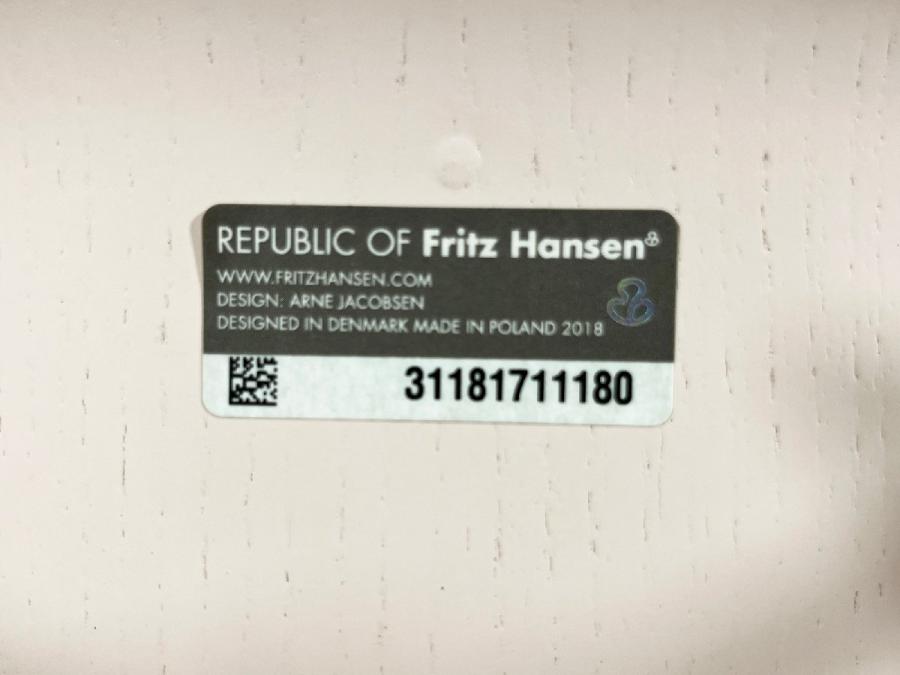 REPUBLIC OF Fritz Hansen
WWW.FRITZHANSEN.COM
DESIGN: ARNE JACOBSEN
DESIGNED IN DENMARK MADE IN POLAND 2018
31181711180